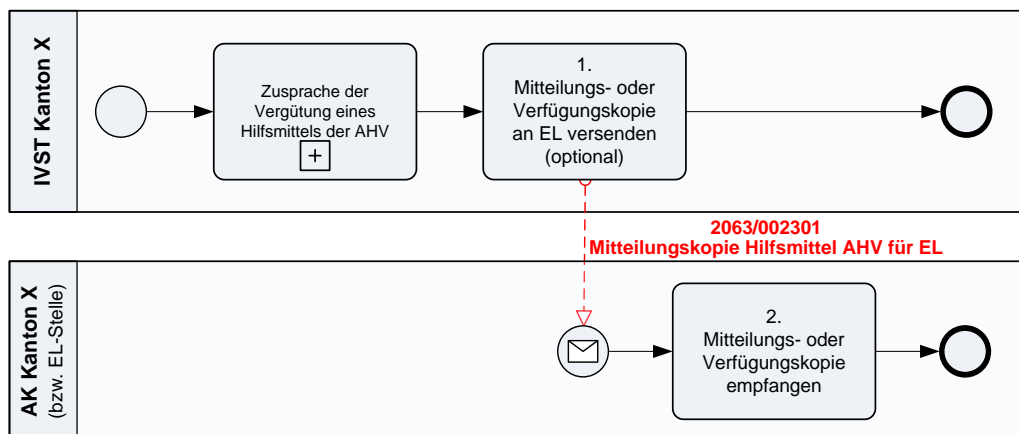 IVST Kanton X
Zusprache der
Vergütung eines
Hilfsmittels der AHV
1.
Mitteilungs- oder
Verfügungskopie
an EL versenden
(optional)
2063/002301
Mitteilungskopie Hilfsmittel AHV für EL
AK Kanton X
(bzw. EL-Stelle)
2.
Mitteilungs- oder
Verfügungskopie
empfangen